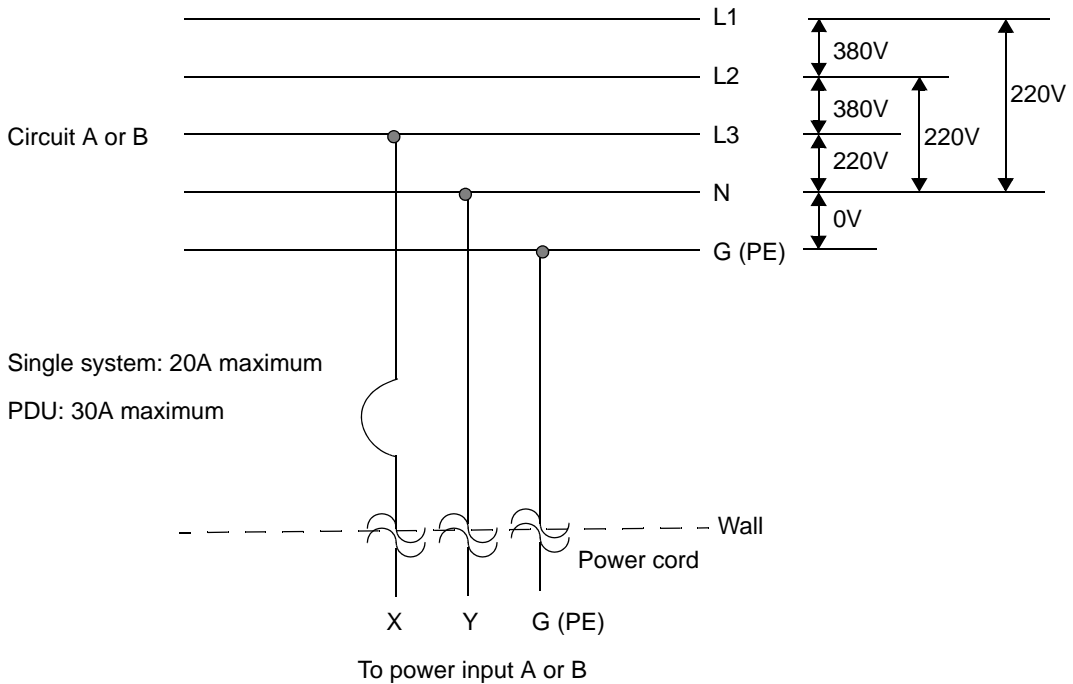 L1
380V
L2
220V
380V
Circuit A or B
L3
220V
220V
N
0V
G (PE)
Single system: 20A maximum
PDU: 30A maximum
Wall
Power cord
X Y G (PE)
To power input A or B